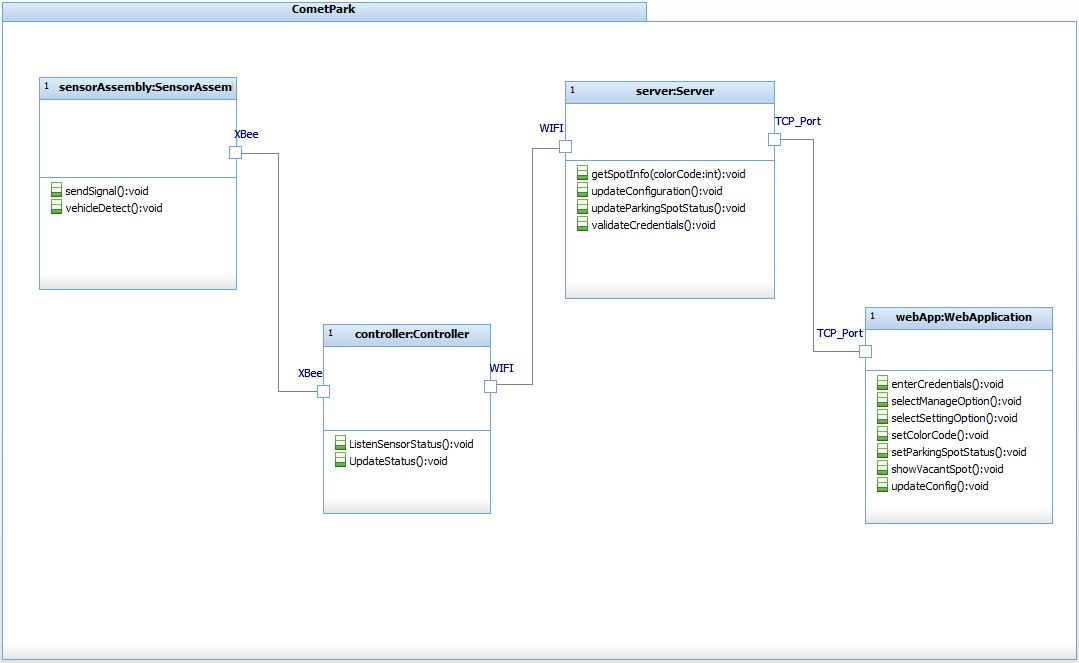 CometPark
1 sensorAssembly:SensorAssem
XBee
sendSignal():void
vehicleDetect():void
1 server:Server
WIFI
TCP_Port
getSpotInfo(colorCode:int):void
updateConfiguration():void
updateParkingSpotStatus():void
validateCredentials():void
1 controller:Controller
XBee
WIFI
ListenSensorStatus():void
UpdateStatus():void
1 webApp:WebApplication
TCP_Port
enterCredentials():void
selectManageOption():void
selectSettingOption():void
setColorCode():void
setParkingSpotStatus():void
showVacantSpot():void
updateConfig():void